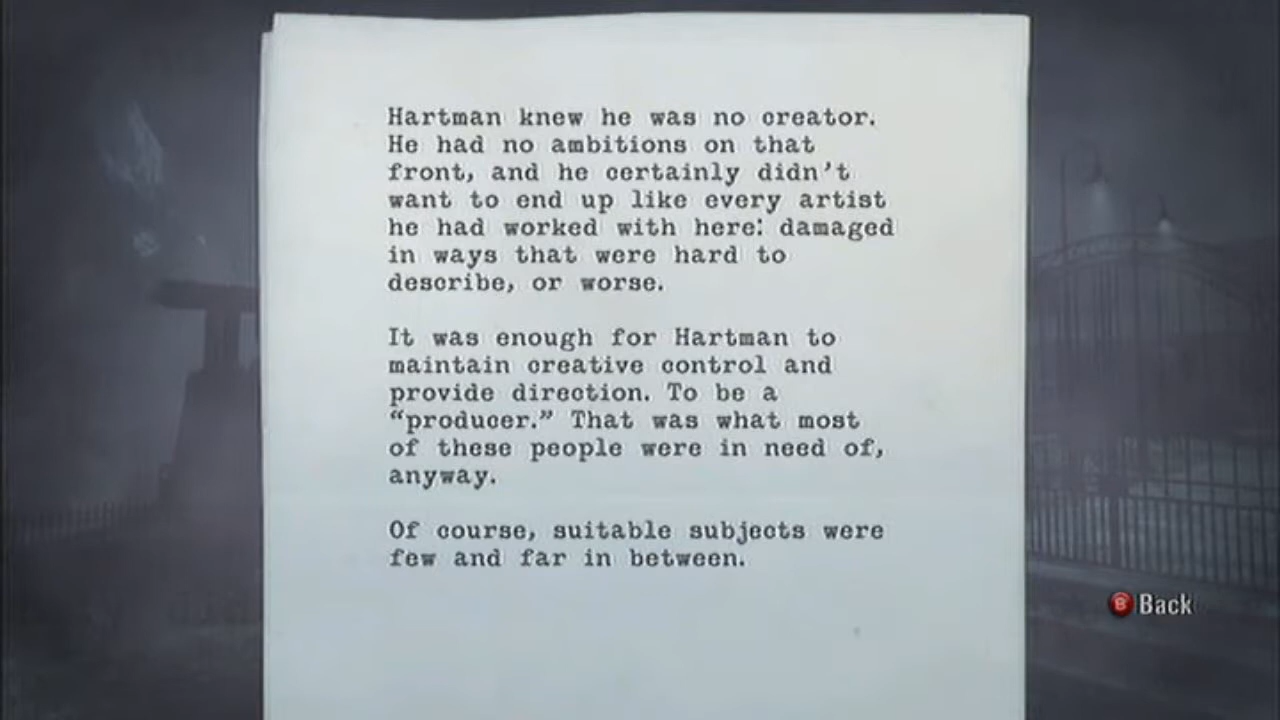 Hartman knew he was no creator.
He had no ambitions on that
front, and he certainly didn't
want to end up like every artist
he had worked with here: damaged
in ways that were hard to
describe, or worse.
It was enough for Hartman to
maintain creative control and
provide direction. To be a
“producer.” That was what most
of these people were in need of,
anyway.
Of course, suitable subjects were
few and far in between.
B Back